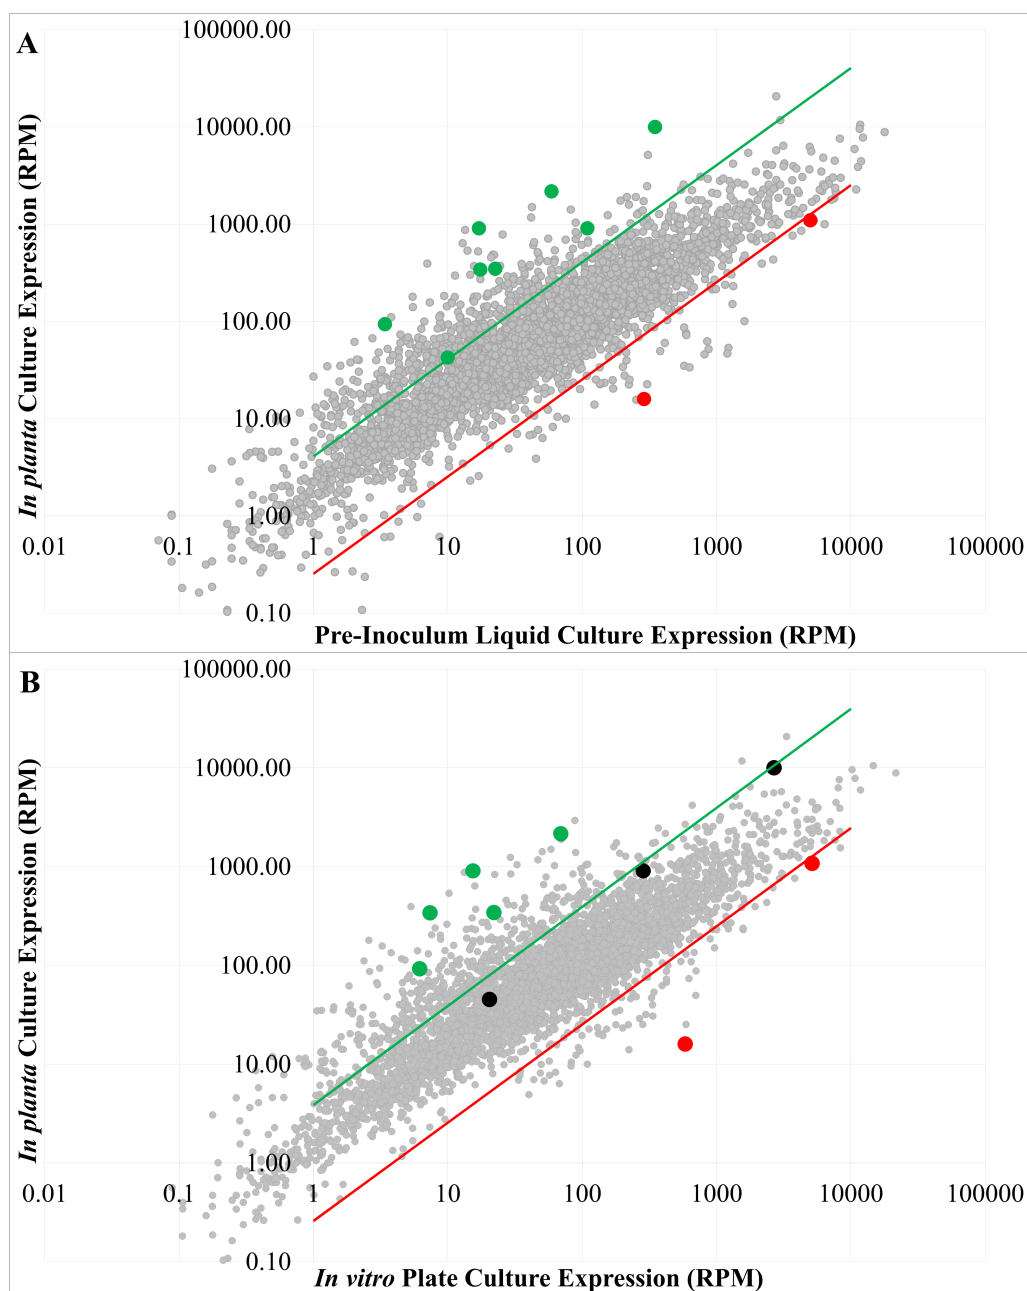 A
100000.00
10000.00
1000.00
100.00
10.00
1.00
0.01 0.1 1 10 100 1000 10000 100000
0.10
In planta Culture Expression (RPM)
Pre-Inoculum Liquid Culture Expression (RPM)
B
100000.00
10000.00
1000.00
100.00
10.00
1.00
0.01 0.1 1 10 100 1000 10000 100000
0.10
In planta Culture Expression (RPM)
In vitro Plate Culture Expression (RPM)